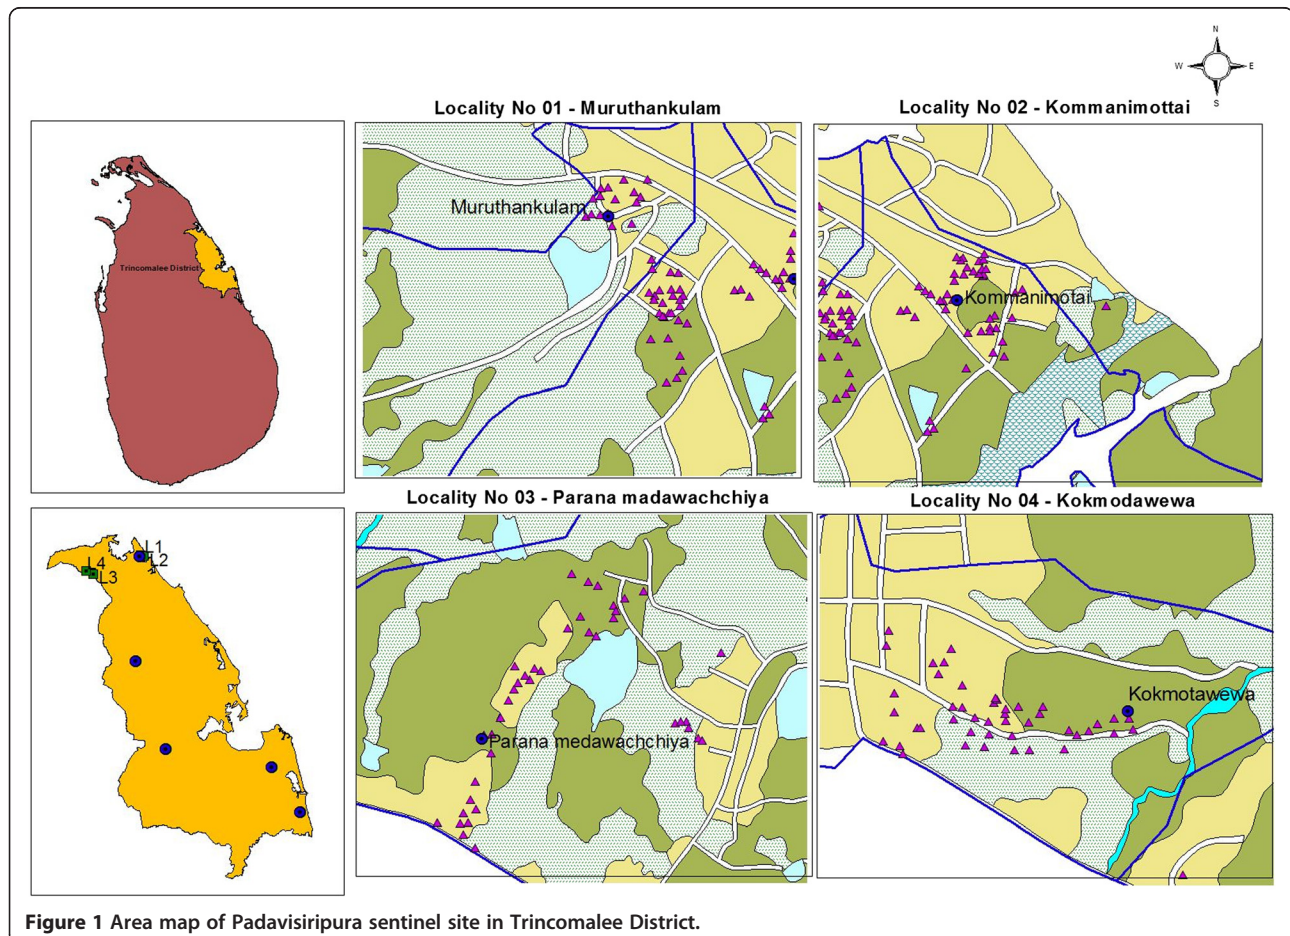 N
W E
S
Locality No 01 - Muruthankulam
Locality No 02 - Kommanimottai
Trincomalee District
Muruthankulam
Kommanimotai
Locality No 03 - Parana madawachchiya
Locality No 04 - Kokmodawewa
L1
L2
L4
L3
Parana medawachchiya
Kokmotawewa
Figure 1 Area map of Padavisiripura sentinel site in Trincomalee District.